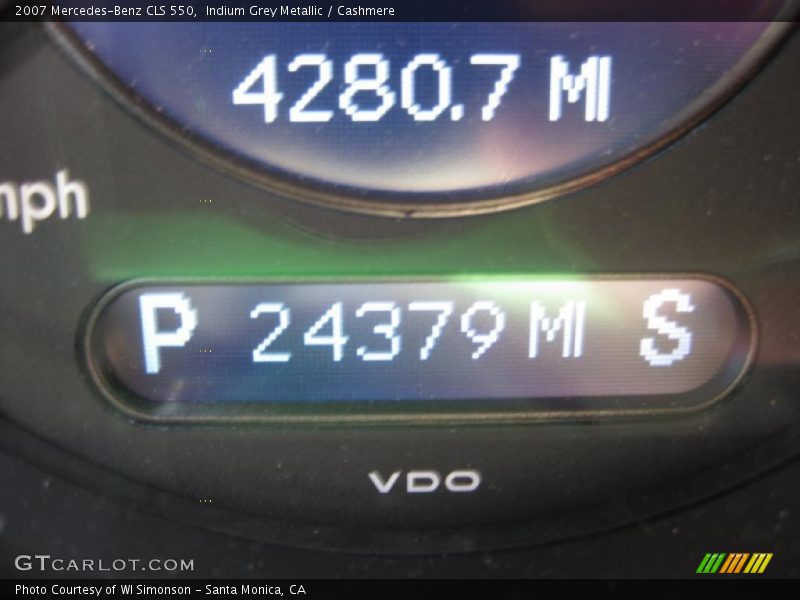 2007 Mercedes-Benz CLS 550,  Indium Grey Metallic / Cashmere
4280.7 MI
mph
P 24379 MI S
VDO
GTCARLOT.COM
Photo Courtesy of WI Simonson - Santa Monica, CA